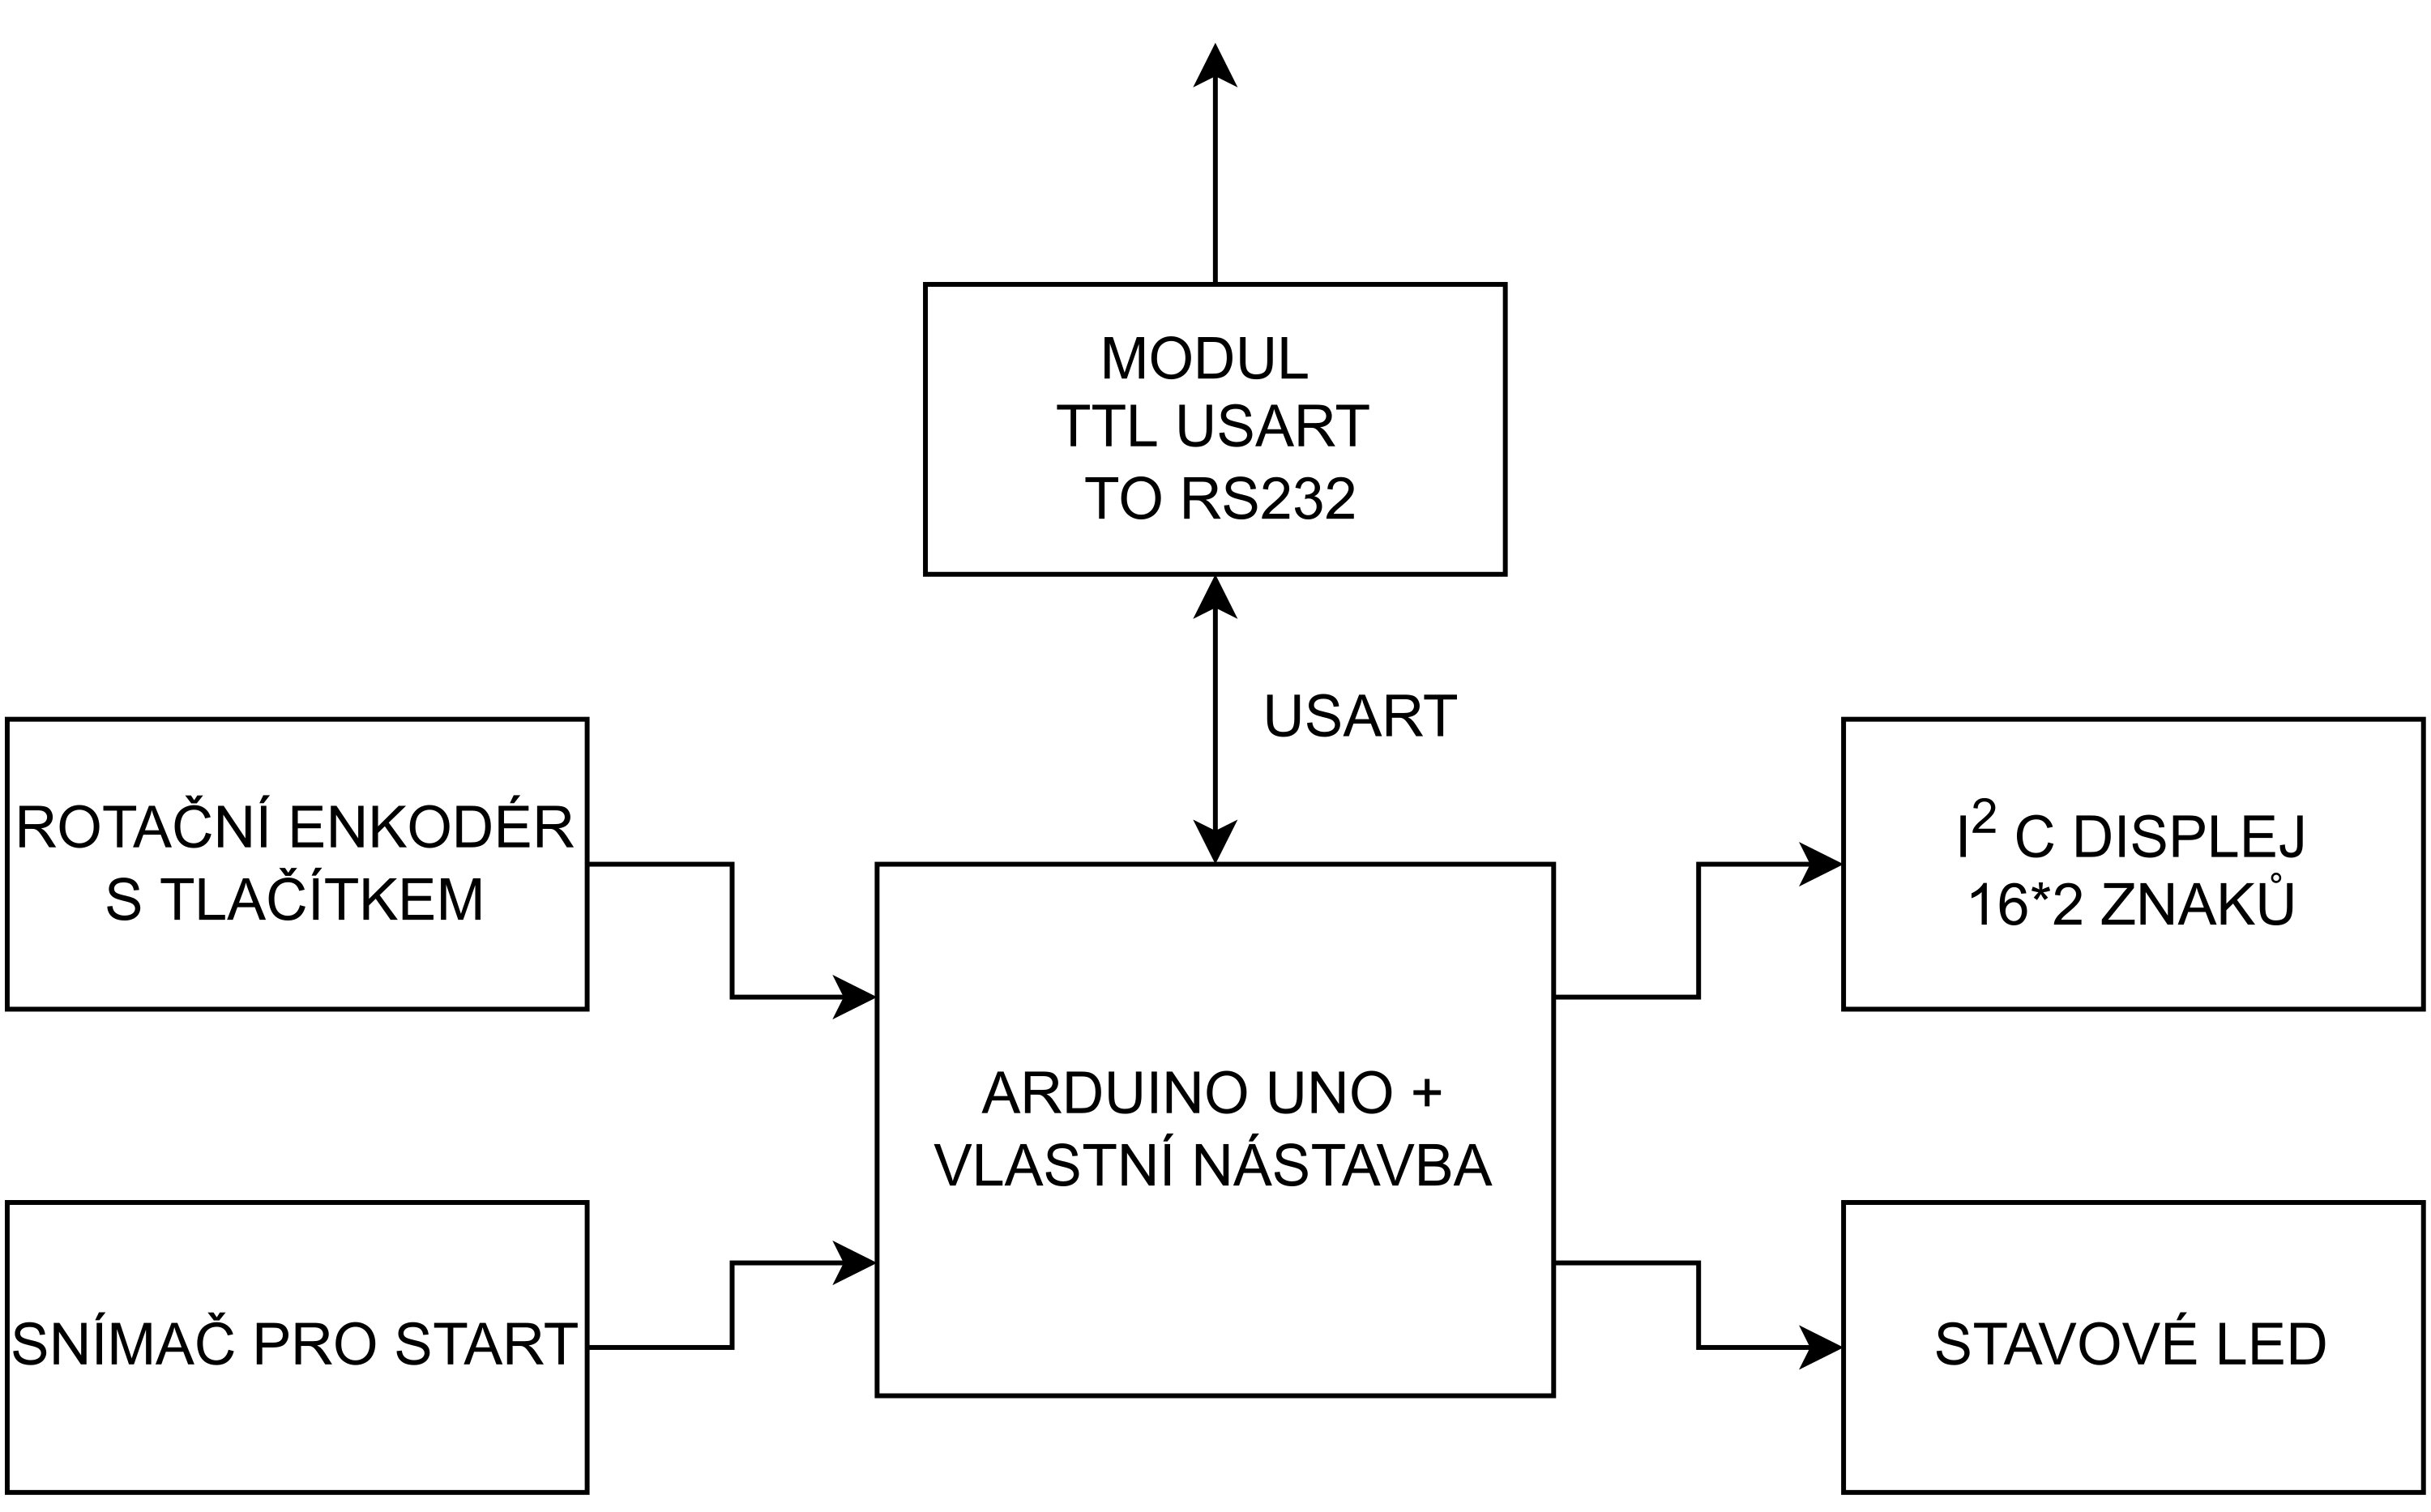 MODUL
TTL USART
TO RS232
USART
ROTAČNÍ ENKODÉR
S TLAČÍTKEM
I² C DISPLEJ
16*2 ZNAKŮ
ARDUINO UNO +
VLASTNÍ NÁSTAVBA
SNÍMAČ PRO START
STAVOVÉ LED